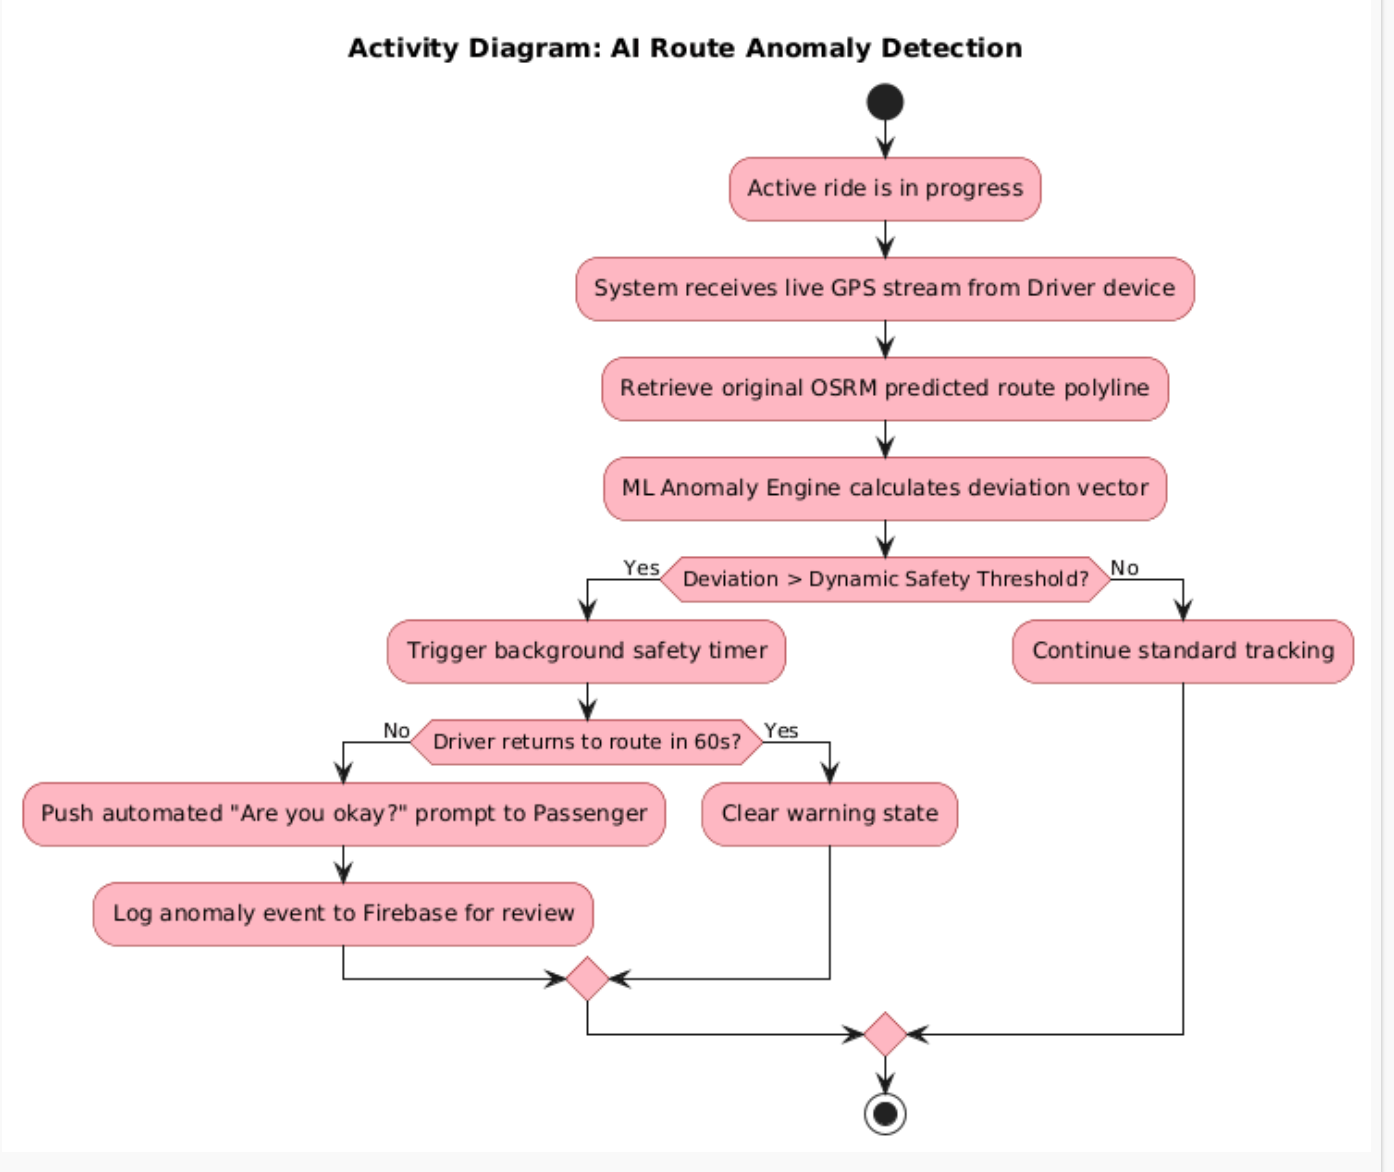 Activity Diagram: AI Route Anomaly Detection
Active ride is in progress
System receives live GPS stream from Driver device
Retrieve original OSRM predicted route polyline
ML Anomaly Engine calculates deviation vector
Yes
Deviation > Dynamic Safety Threshold?
No
Trigger background safety timer
Continue standard tracking
No
Driver returns to route in 60s?
Yes
Push automated "Are you okay?" prompt to Passenger
Clear warning state
Log anomaly event to Firebase for review